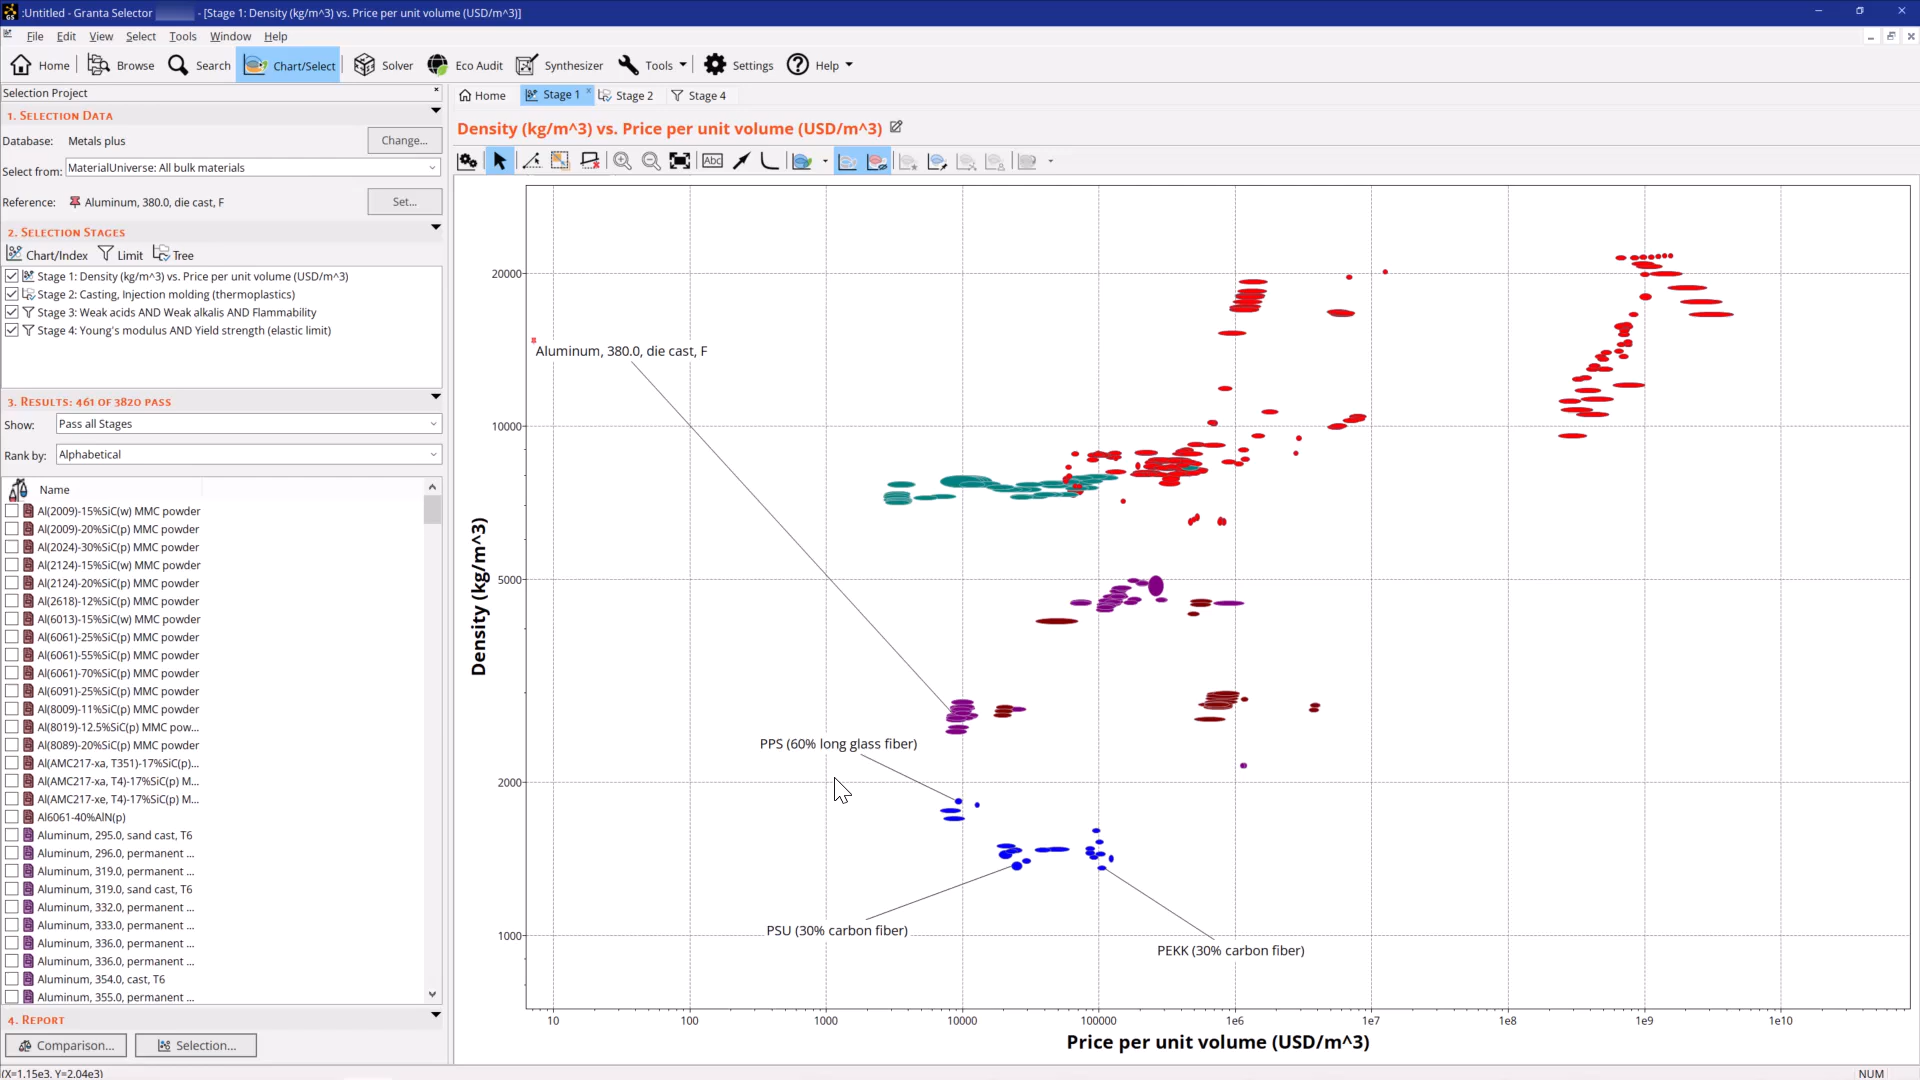 :Untitled - Granta Selector - [Stage 1: Density (kg/m^3) vs. Price per unit volume (USD/m^3)]
File Edit View Select Tools Window Help
Home Browse Search Chart/Select Solver Eco Audit Synthesizer Tools Settings Help
Selection Project
1. SELECTION DATA
Database: Metals plus Change...
Select from: MaterialUniverse: All bulk materials
Reference: Aluminum, 380.0, die cast, F Set...
2. SELECTION STAGES
Chart/Index Limit Tree
Stage 1: Density (kg/m^3) vs. Price per unit volume (USD/m^3)
Stage 2: Casting, Injection molding (thermoplastics)
Stage 3: Weak acids AND Weak alkalis AND Flammability
Stage 4: Young's modulus AND Yield strength (elastic limit)
3. RESULTS: 461 OF 3820 PASS
Show: Pass all Stages
Rank by: Alphabetical
Name
Al(2009)-15%SiC(w) MMC powder
Al(2009)-20%SiC(p) MMC powder
Al(2024)-30%SiC(p) MMC powder
Al(2124)-15%SiC(w) MMC powder
Al(2124)-20%SiC(p) MMC powder
Al(2618)-12%SiC(p) MMC powder
Al(6013)-15%SiC(w) MMC powder
Al(6061)-25%SiC(p) MMC powder
Al(6061)-55%SiC(p) MMC powder
Al(6061)-70%SiC(p) MMC powder
Al(6091)-25%SiC(p) MMC powder
Al(8009)-11%SiC(p) MMC powder
Al(8019)-12.5%SiC(p) MMC pow...
Al(8089)-20%SiC(p) MMC powder
Al(AMC217-xa, T351)-17%SiC(p)...
Al(AMC217-xa, T4)-17%SiC(p) M...
Al(AMC217-xe, T4)-17%SiC(p) M...
Al6061-40%AlN(p)
Aluminum, 295.0, sand cast, T6
Aluminum, 296.0, permanent ...
Aluminum, 319.0, permanent ...
Aluminum, 319.0, sand cast, T6
Aluminum, 332.0, permanent ...
Aluminum, 333.0, permanent ...
Aluminum, 336.0, permanent ...
Aluminum, 336.0, permanent ...
Aluminum, 354.0, cast, T6
Aluminum, 355.0, permanent ...
4. REPORT
Comparison... Selection...
(X=1.15e3, Y=2.04e3)
Home Stage 1 Stage 2 Stage 4
Density (kg/m^3) vs. Price per unit volume (USD/m^3)
Abc
Density (kg/m^3)
20000
10000
5000
2000
1000
Aluminum, 380.0, die cast, F
PPS (60% long glass fiber)
PSU (30% carbon fiber)
PEKK (30% carbon fiber)
10 100 1000 10000 100000 1e6 1e7 1e8 1e9 1e10
Price per unit volume (USD/m^3)
NUM